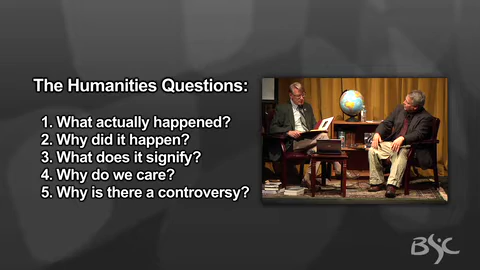 The Humanities Questions:
1. What actually happened?
2. Why did it happen?
3. What does it signify?
4. Why do we care?
5. Why is there a controversy?
BSC